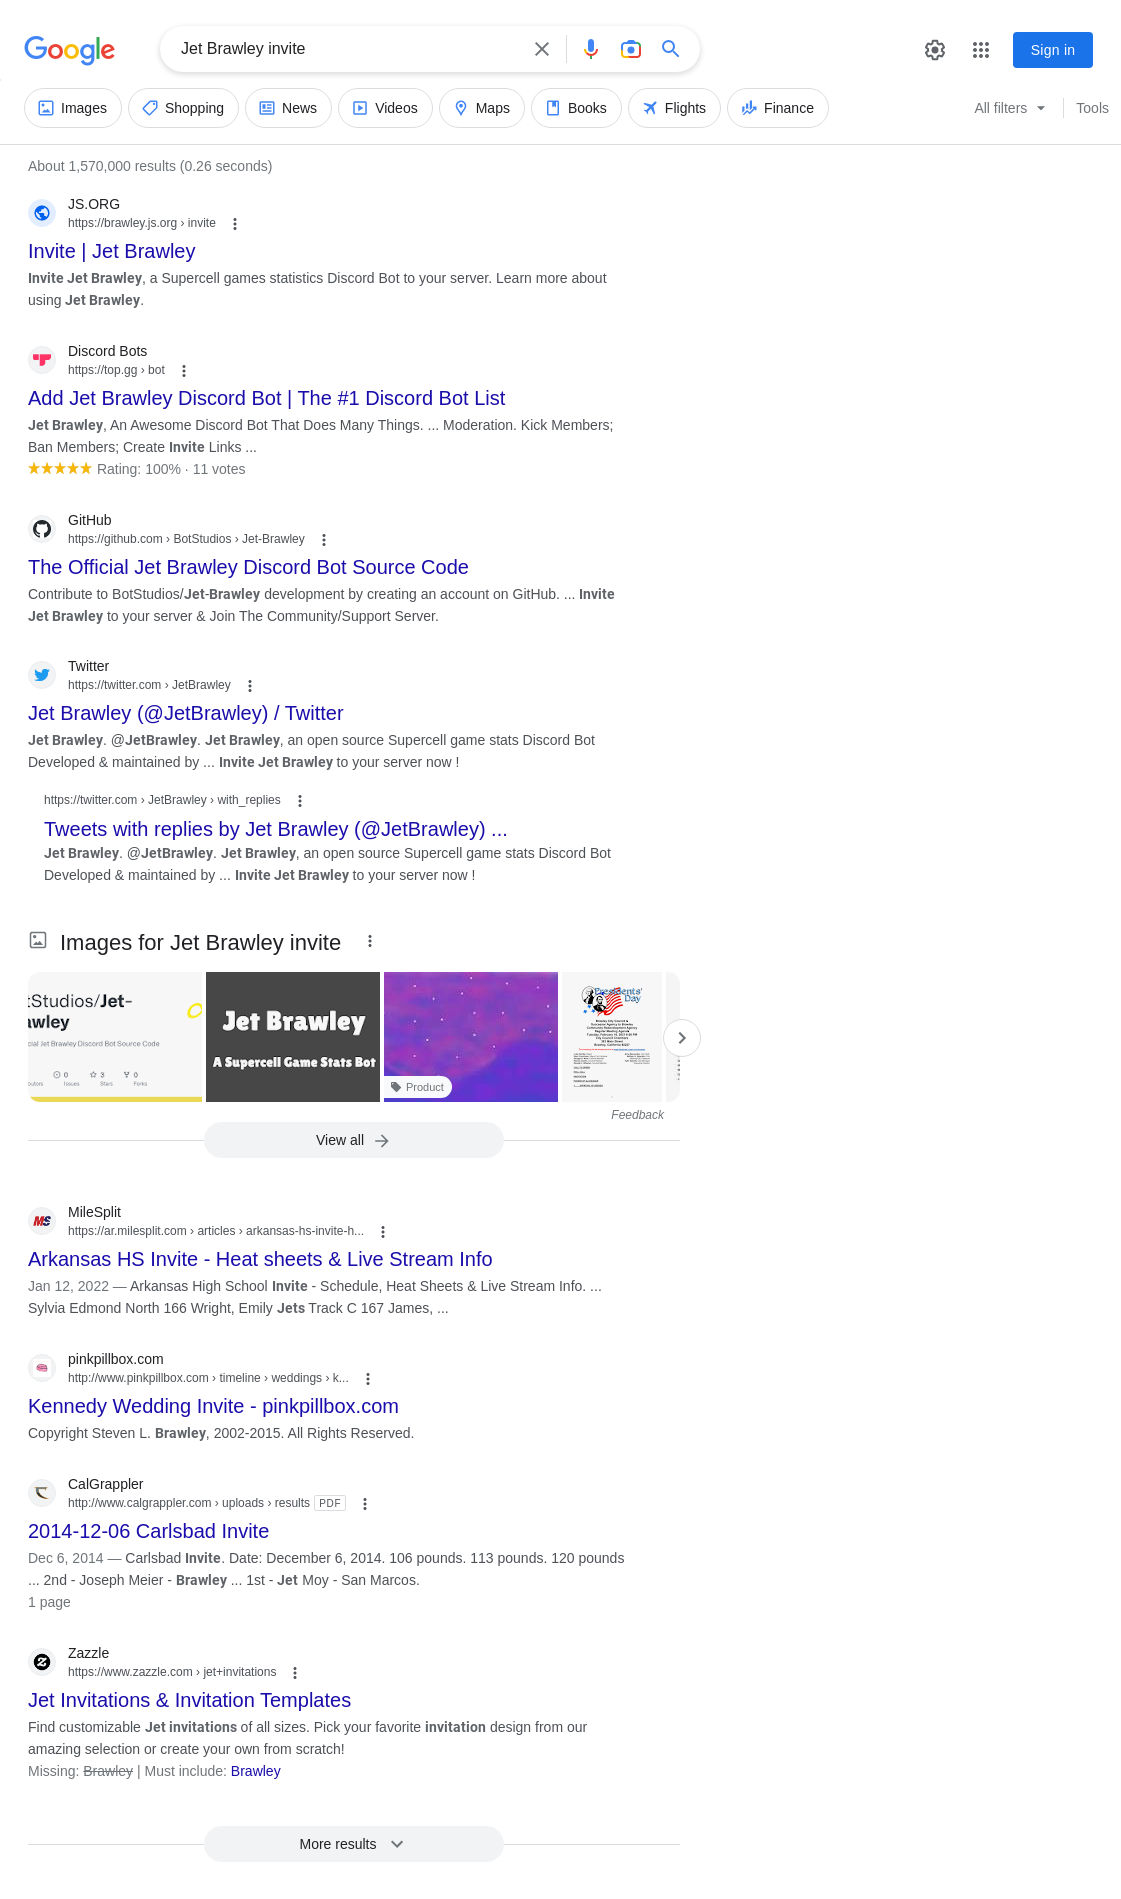 Google
Jet Brawley invite
Sign in
Images
Shopping
News
Videos
Maps
Books
Flights
Finance
All filters
Tools
About 1,570,000 results (0.26 seconds)
JS.ORG
https://brawley.js.org › invite
Invite | Jet Brawley
Invite Jet Brawley, a Supercell games statistics Discord Bot to your server. Learn more about
using Jet Brawley.
Discord Bots
https://top.gg › bot
Add Jet Brawley Discord Bot | The #1 Discord Bot List
Jet Brawley, An Awesome Discord Bot That Does Many Things. ... Moderation. Kick Members;
Ban Members; Create Invite Links ...
Rating: 100% · 11 votes
GitHub
https://github.com › BotStudios › Jet-Brawley
The Official Jet Brawley Discord Bot Source Code
Contribute to BotStudios/Jet-Brawley development by creating an account on GitHub. ... Invite
Jet Brawley to your server & Join The Community/Support Server.
Twitter
https://twitter.com › JetBrawley
Jet Brawley (@JetBrawley) / Twitter
Jet Brawley. @JetBrawley. Jet Brawley, an open source Supercell game stats Discord Bot
Developed & maintained by ... Invite Jet Brawley to your server now !
https://twitter.com › JetBrawley › with_replies
Tweets with replies by Jet Brawley (@JetBrawley) ...
Jet Brawley. @JetBrawley. Jet Brawley, an open source Supercell game stats Discord Bot
Developed & maintained by ... Invite Jet Brawley to your server now !
Images for Jet Brawley invite
tStudios/Jet-
awley
cial Jet Brawley Discord Bot Source Code
0
3
0
Issues
Stars
Forks
Jet Brawley
A Supercell Game Stats Bot
Product
Presidents'
Day
Feedback
View all
MileSplit
https://ar.milesplit.com › articles › arkansas-hs-invite-h...
Arkansas HS Invite - Heat sheets & Live Stream Info
Jan 12, 2022 — Arkansas High School Invite - Schedule, Heat Sheets & Live Stream Info. ...
Sylvia Edmond North 166 Wright, Emily Jets Track C 167 James, ...
pinkpillbox.com
http://www.pinkpillbox.com › timeline › weddings › k...
Kennedy Wedding Invite - pinkpillbox.com
Copyright Steven L. Brawley, 2002-2015. All Rights Reserved.
CalGrappler
http://www.calgrappler.com › uploads › results PDF
2014-12-06 Carlsbad Invite
Dec 6, 2014 — Carlsbad Invite. Date: December 6, 2014. 106 pounds. 113 pounds. 120 pounds
... 2nd - Joseph Meier - Brawley ... 1st - Jet Moy - San Marcos.
1 page
Zazzle
https://www.zazzle.com › jet+invitations
Jet Invitations & Invitation Templates
Find customizable Jet invitations of all sizes. Pick your favorite invitation design from our
amazing selection or create your own from scratch!
Missing: Brawley | Must include: Brawley
More results